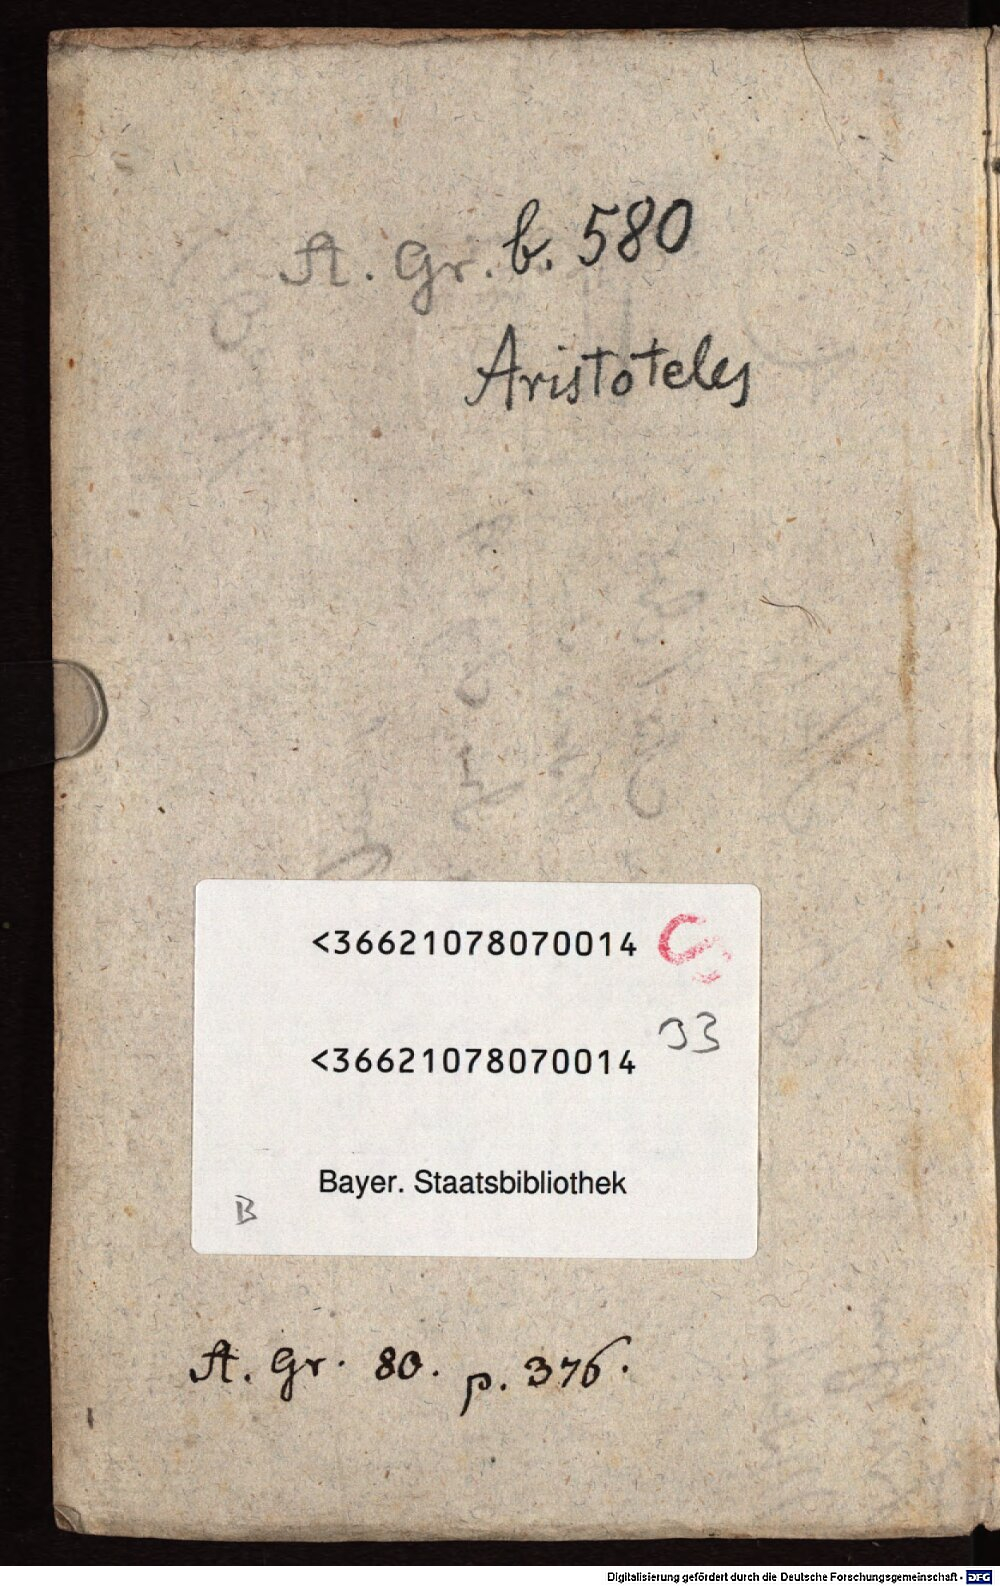 A. Gr. b. 580
Aristoteles
<36621078070014
33
<36621078070014
Bayer. Staatsbibliothek
B
A. Gr. 80. p. 376.
Digitalisierung gefördert durch die Deutsche Forschungsgemeinschaft - DFG